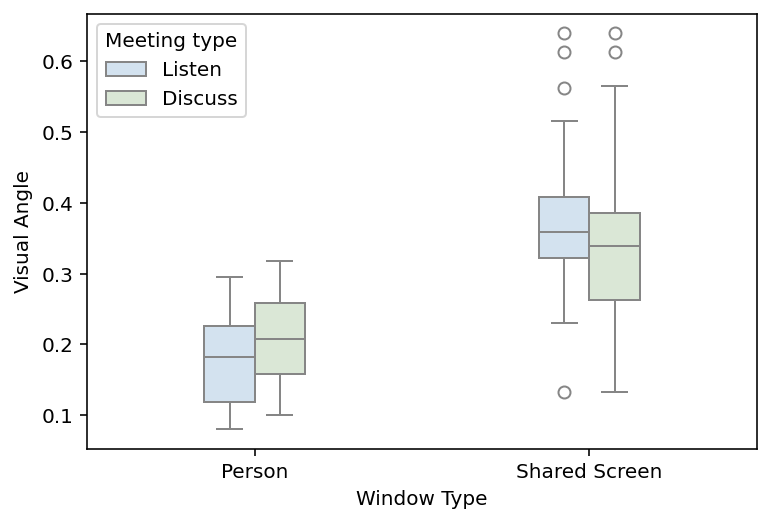 Meeting type
Listen
Discuss
0.6
0.5
0.4
0.3
0.2
0.1
Visual Angle
Person
Shared Screen
Window Type